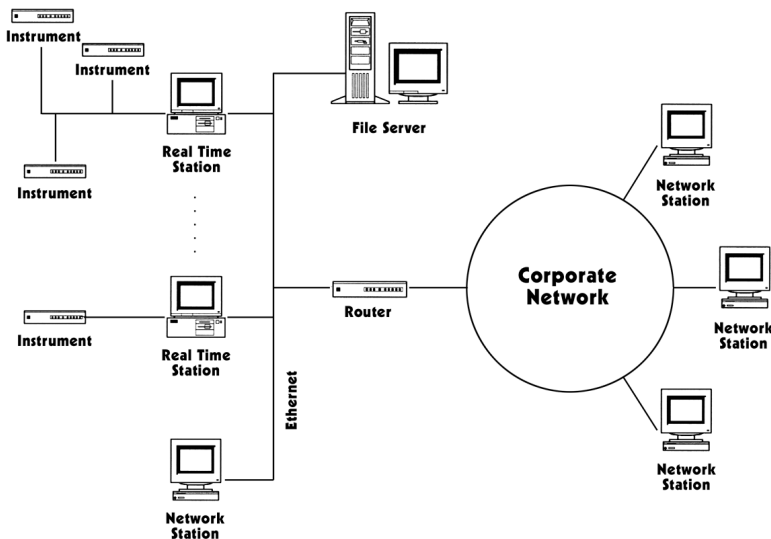 Instrument
Instrument
File Server
Real Time
Station
Instrument
Network
Station
Corporate
Network
Router
Network
Station
Instrument
Real Time
Station
Ethernet
Network
Station
Network
Station